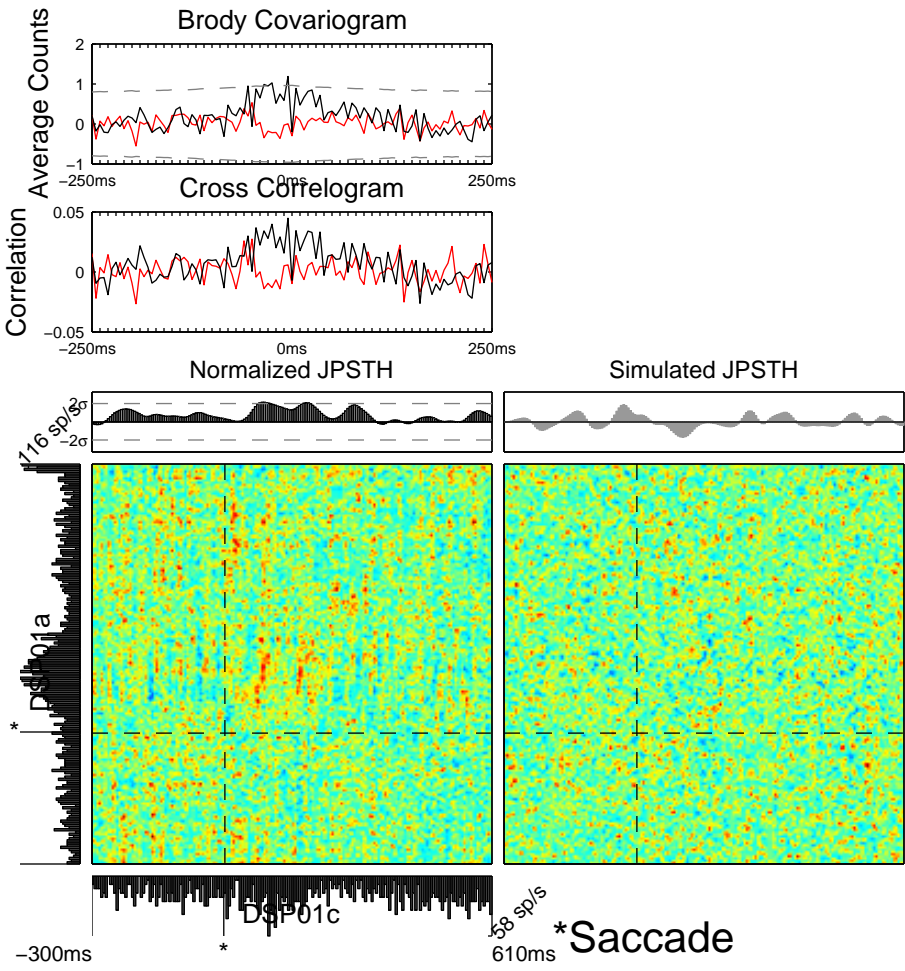 Brody Covariogram
Average Counts
2
1
0
−1
−250ms
0ms
250ms
Cross Correlogram
Correlation
0.05
0
−0.05
−250ms
0ms
250ms
Normalized JPSTH
Simulated JPSTH
2σ
−2σ
116 sp/s
DSP01a
*
DSP01c
58 sp/s
*
−300ms
610ms
*Saccade